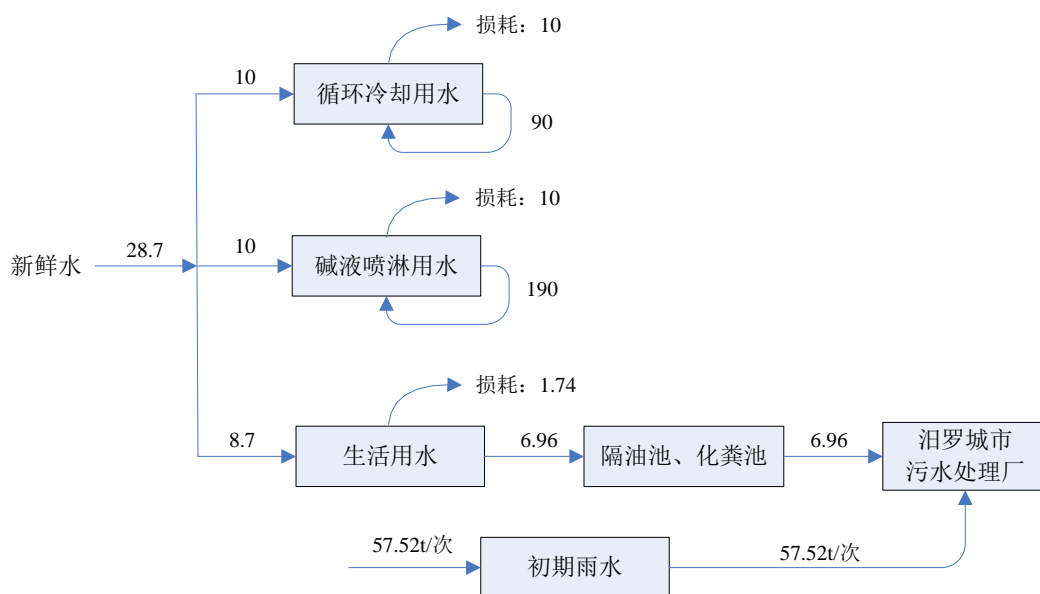 损耗：10
10
循环冷却用水
90
损耗：10
新鲜水
28.7
10
碱液喷淋用水
190
损耗：1.74
8.7
生活用水
6.96
隔油池、化粪池
6.96
汨罗城市
污水处理厂
57.52t/次
初期雨水
57.52t/次